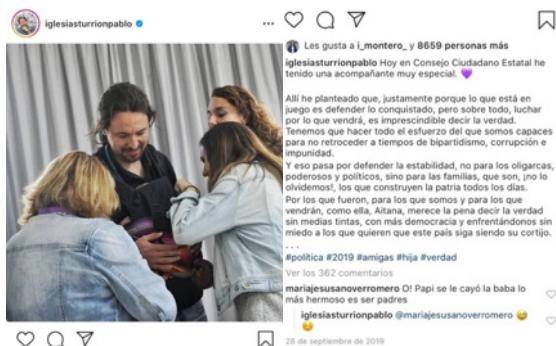 iglesiasturrionpablo
Les gusta a i_montero_ y 8659 personas más
iglesiasturrionpablo Hoy en Consejo Ciudadano Estatal he
tenido una acompañante muy especial. 💜
Allí he planteado que, justamente porque lo que está en
juego es defender lo conquistado, pero sobre todo, luchar
por lo que vendrá, es imprescindible decir la verdad.
Tenemos que hacer todo el esfuerzo del que somos capaces
para no retroceder a tiempos de bipartidismo, corrupción e
impunidad.
Y eso pasa por defender la estabilidad, no para los oligarcas,
poderosos y políticos, sino para las familias, que son, ¡no lo
olvidemos!, los que construyen la patria todos los días.
Por los que fueron, para los que somos y para los que
vendrán, como ella, Aitana, merece la pena decir la verdad
sin medias tintas, con más democracia y enfrentándonos sin
miedo a los que quieren que este país siga siendo su cortijo.
. . .
#política #2019 #amigas #hija #verdad
Ver los 362 comentarios
mariajesusanoverromero O! Papi se le cayó la baba lo
más hermoso es ser padres
iglesiasturrionpablo @mariajesusanoverromero 😅
☺️
28 de septiembre de 2019